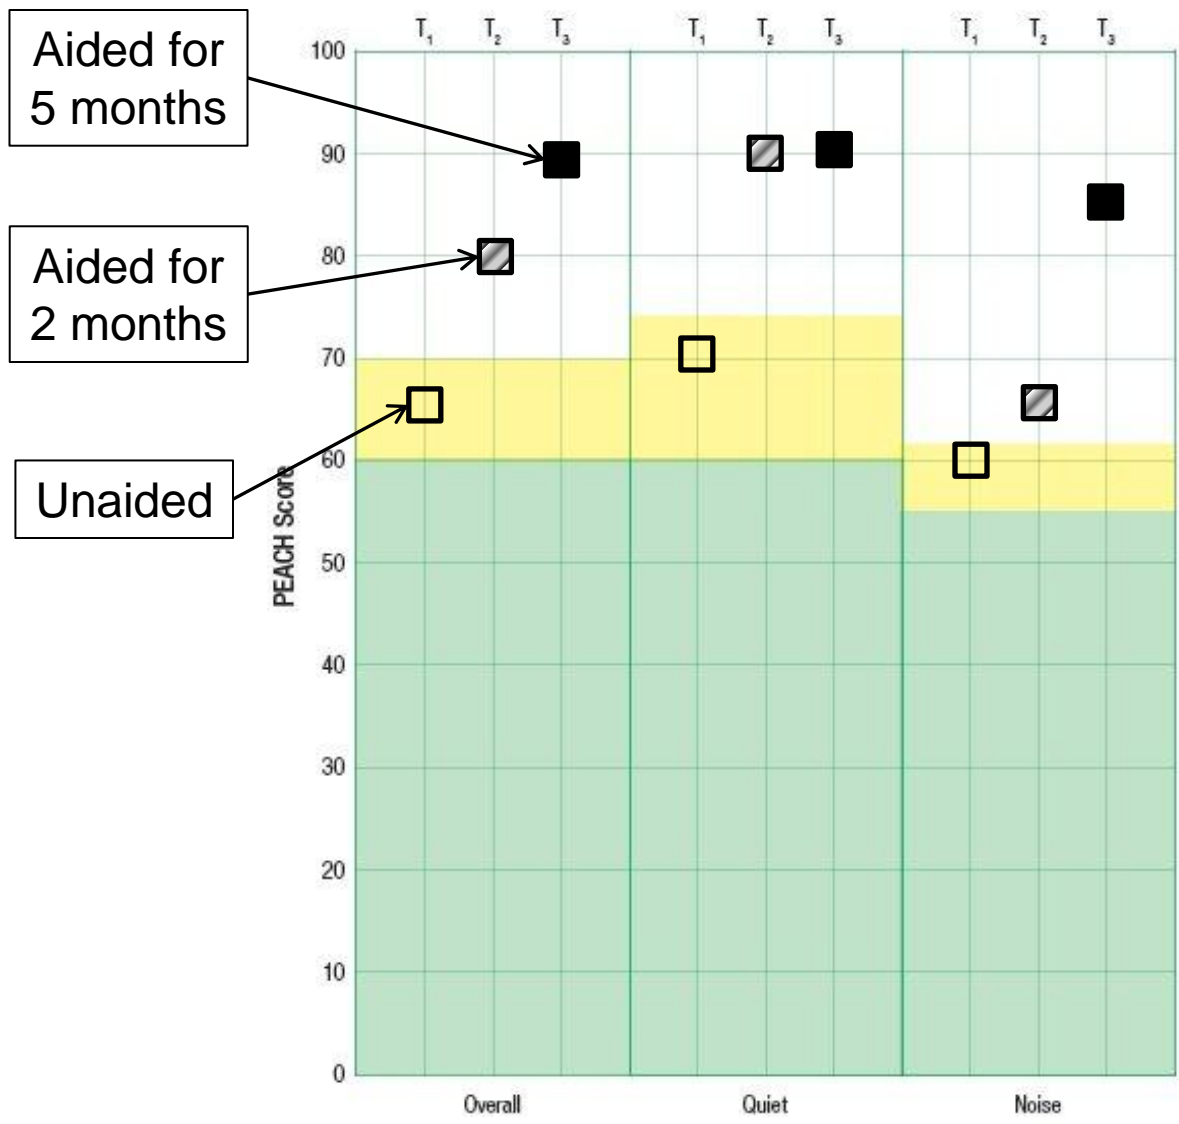 Aided for
5 months
Aided for
2 months
Unaided
T₁ T₂ T₃ T₁ T₂ T₃ T₁ T₂ T₃
100
90
80
70
60
50
40
30
20
10
0
PEACH Score
Overall Quiet Noise